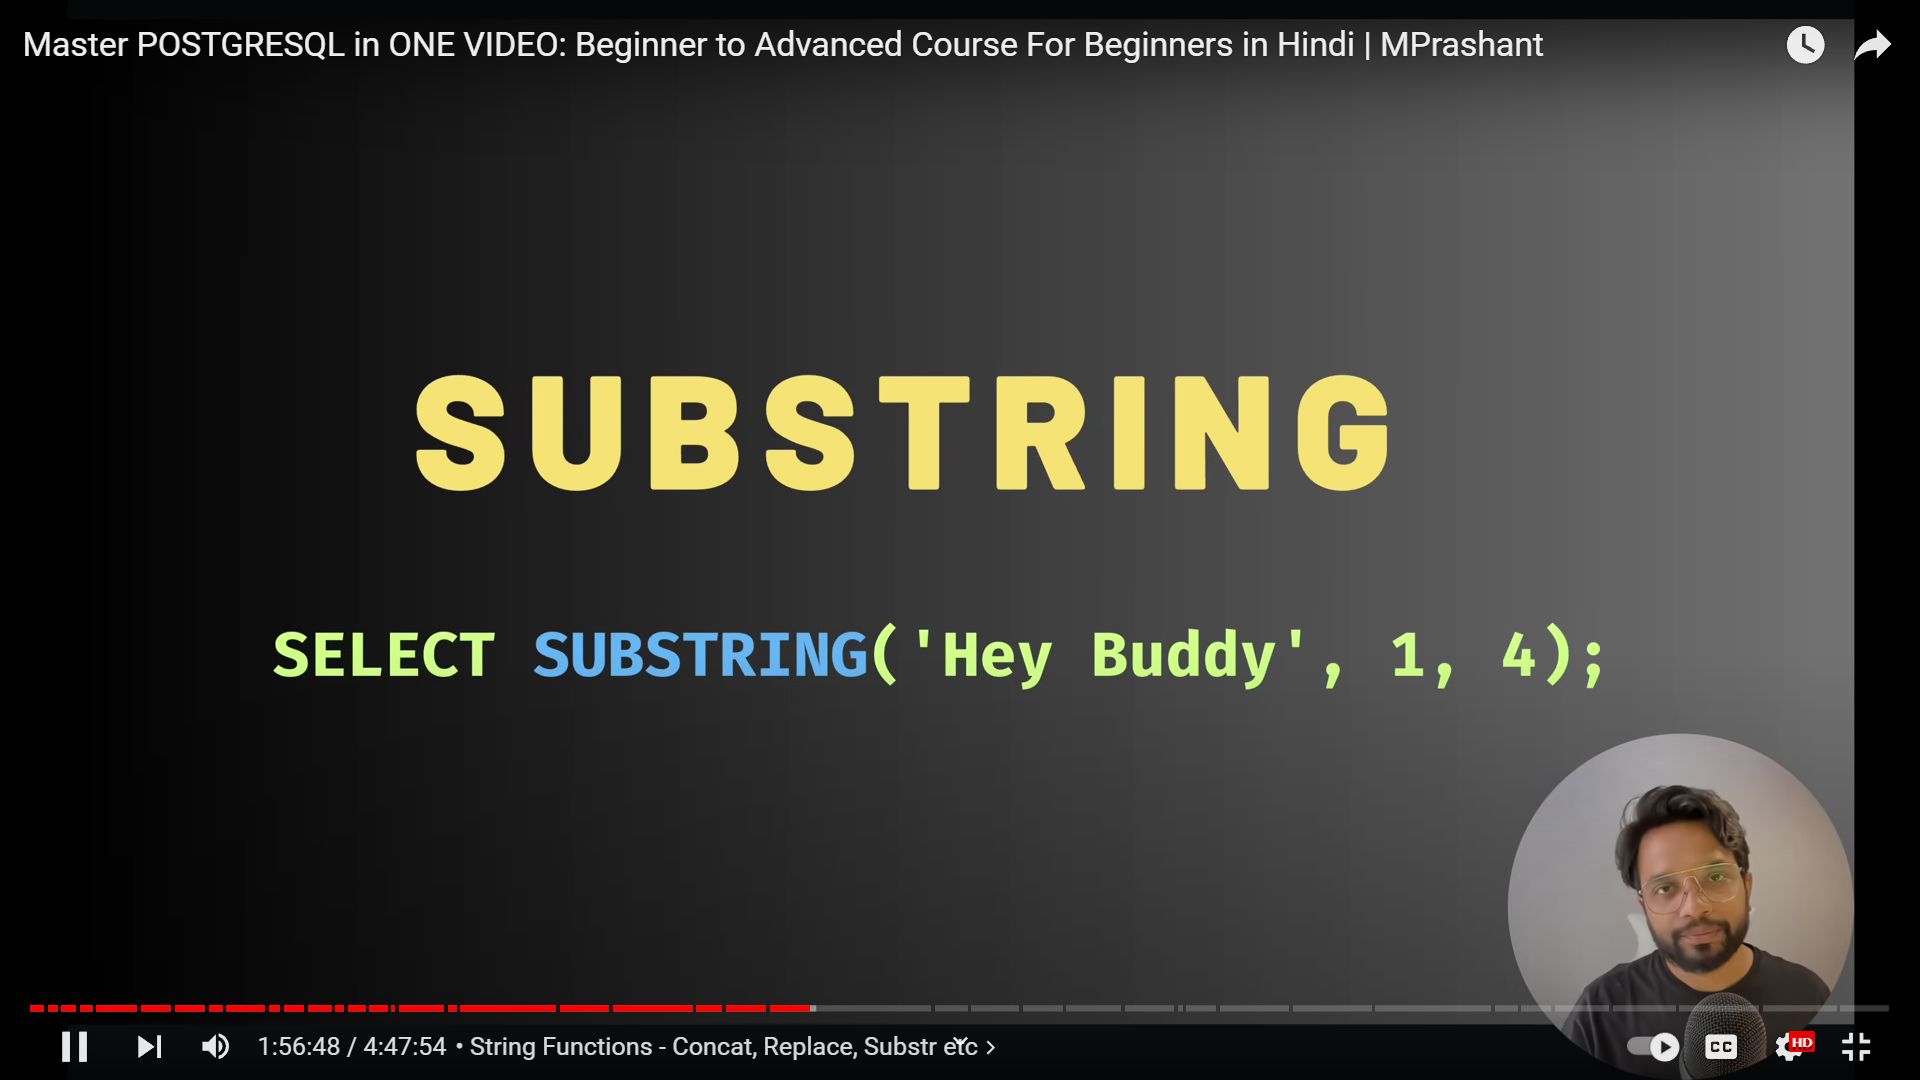 Master POSTGRESQL in ONE VIDEO: Beginner to Advanced Course For Beginners in Hindi | MPrashant
SUBSTRING
SELECT SUBSTRING('Hey Buddy', 1, 4);
1:56:48 / 4:47:54 • String Functions - Concat, Replace, Substr etc
CC
HD